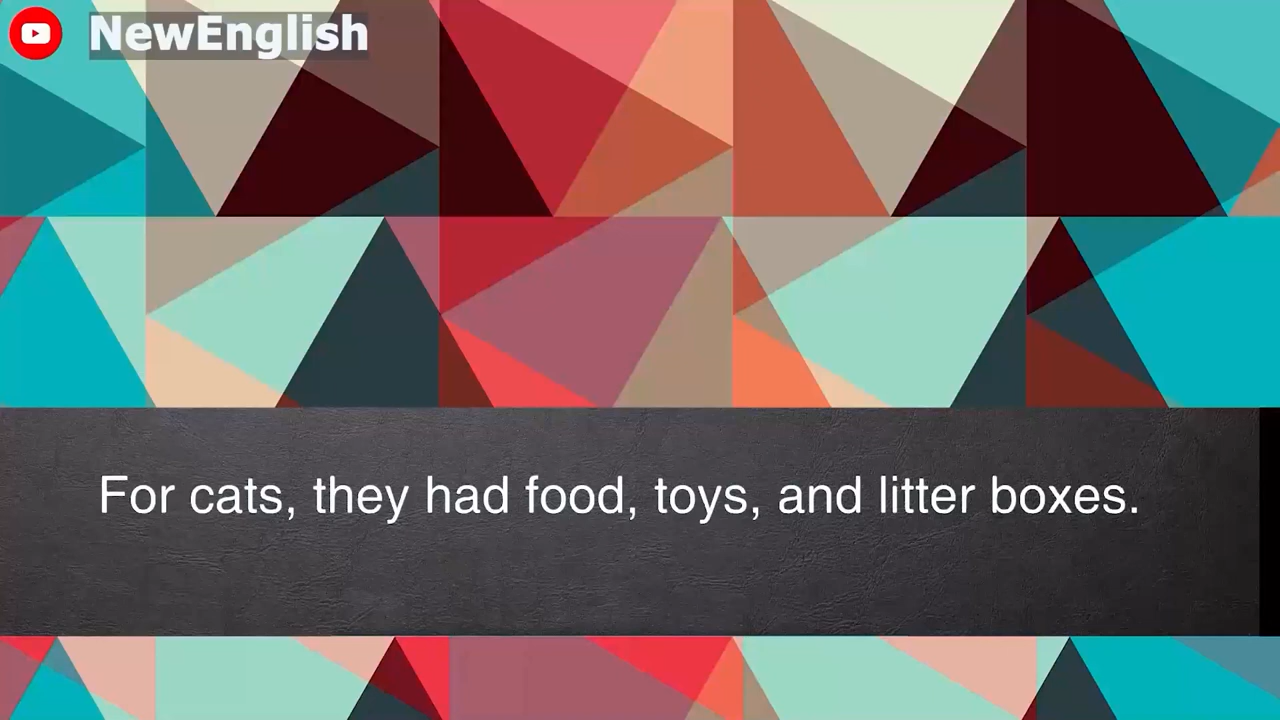 NewEnglish
For cats, they had food, toys, and litter boxes.